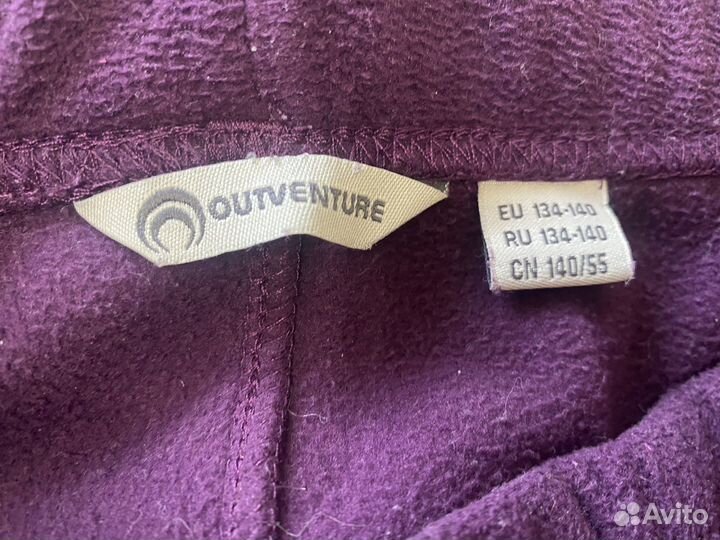 OUTVENTURE
EU 134-140
RU 134-140
CN 140/55
Avito